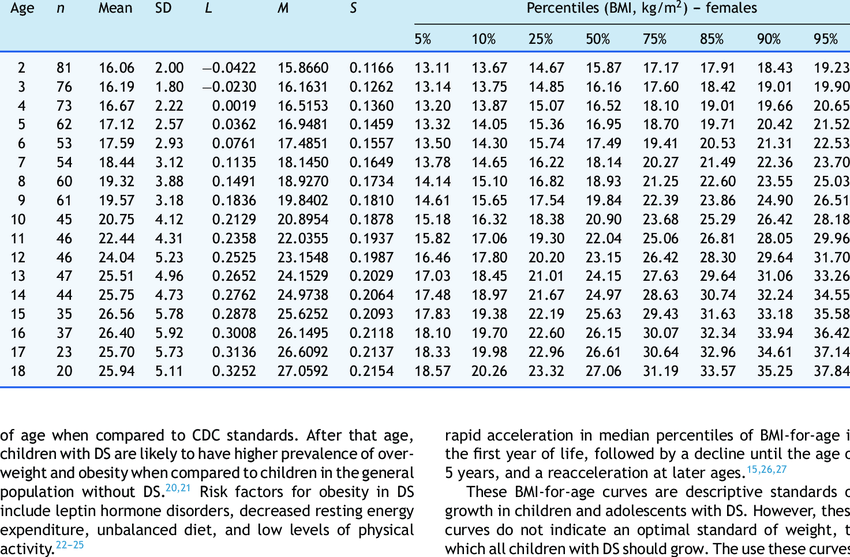 Age n Mean SD L M S Percentiles (BMI, kg/m2) – females
5% 10% 25% 50% 75% 85% 90% 95%
2 81 16.06 2.00 −0.0422 15.8660 0.1166 13.11 13.67 14.67 15.87 17.17 17.91 18.43 19.23
3 76 16.19 1.80 −0.0230 16.1631 0.1262 13.14 13.75 14.85 16.16 17.60 18.42 19.01 19.90
4 73 16.67 2.22 0.0019 16.5153 0.1360 13.20 13.87 15.07 16.52 18.10 19.01 19.66 20.65
5 62 17.12 2.57 0.0362 16.9481 0.1459 13.32 14.05 15.36 16.95 18.70 19.71 20.42 21.52
6 53 17.59 2.93 0.0761 17.4851 0.1557 13.50 14.30 15.74 17.49 19.41 20.53 21.31 22.53
7 54 18.44 3.12 0.1135 18.1450 0.1649 13.78 14.65 16.22 18.14 20.27 21.49 22.36 23.70
8 60 19.32 3.88 0.1491 18.9270 0.1734 14.14 15.10 16.82 18.93 21.25 22.60 23.55 25.03
9 61 19.57 3.18 0.1836 19.8402 0.1810 14.61 15.65 17.54 19.84 22.39 23.86 24.90 26.51
10 45 20.75 4.12 0.2129 20.8954 0.1878 15.18 16.32 18.38 20.90 23.68 25.29 26.42 28.18
11 46 22.44 4.31 0.2358 22.0355 0.1937 15.82 17.06 19.30 22.04 25.06 26.81 28.05 29.96
12 46 24.04 5.23 0.2525 23.1548 0.1987 16.46 17.80 20.20 23.15 26.42 28.30 29.64 31.70
13 47 25.51 4.96 0.2652 24.1529 0.2029 17.03 18.45 21.01 24.15 27.63 29.64 31.06 33.26
14 44 25.75 4.73 0.2762 24.9738 0.2064 17.48 18.97 21.67 24.97 28.63 30.74 32.24 34.55
15 35 26.56 5.78 0.2878 25.6252 0.2093 17.83 19.38 22.19 25.63 29.43 31.63 33.18 35.58
16 37 26.40 5.92 0.3008 26.1495 0.2118 18.10 19.70 22.60 26.15 30.07 32.34 33.94 36.42
17 23 25.70 5.73 0.3136 26.6092 0.2137 18.33 19.98 22.96 26.61 30.64 32.96 34.61 37.14
18 20 25.94 5.11 0.3252 27.0592 0.2154 18.57 20.26 23.32 27.06 31.19 33.57 35.25 37.84
of age when compared to CDC standards. After that age,
children with DS are likely to have higher prevalence of over-
weight and obesity when compared to children in the general
population without DS.20,21 Risk factors for obesity in DS
include leptin hormone disorders, decreased resting energy
expenditure, unbalanced diet, and low levels of physical
activity.22–25
rapid acceleration in median percentiles of BMI-for-age i
the first year of life, followed by a decline until the age
5 years, and a reacceleration at later ages.15,26,27
These BMI-for-age curves are descriptive standards
growth in children and adolescents with DS. However, thes
curves do not indicate an optimal standard of weight, t
which all children with DS should grow. The use these curve